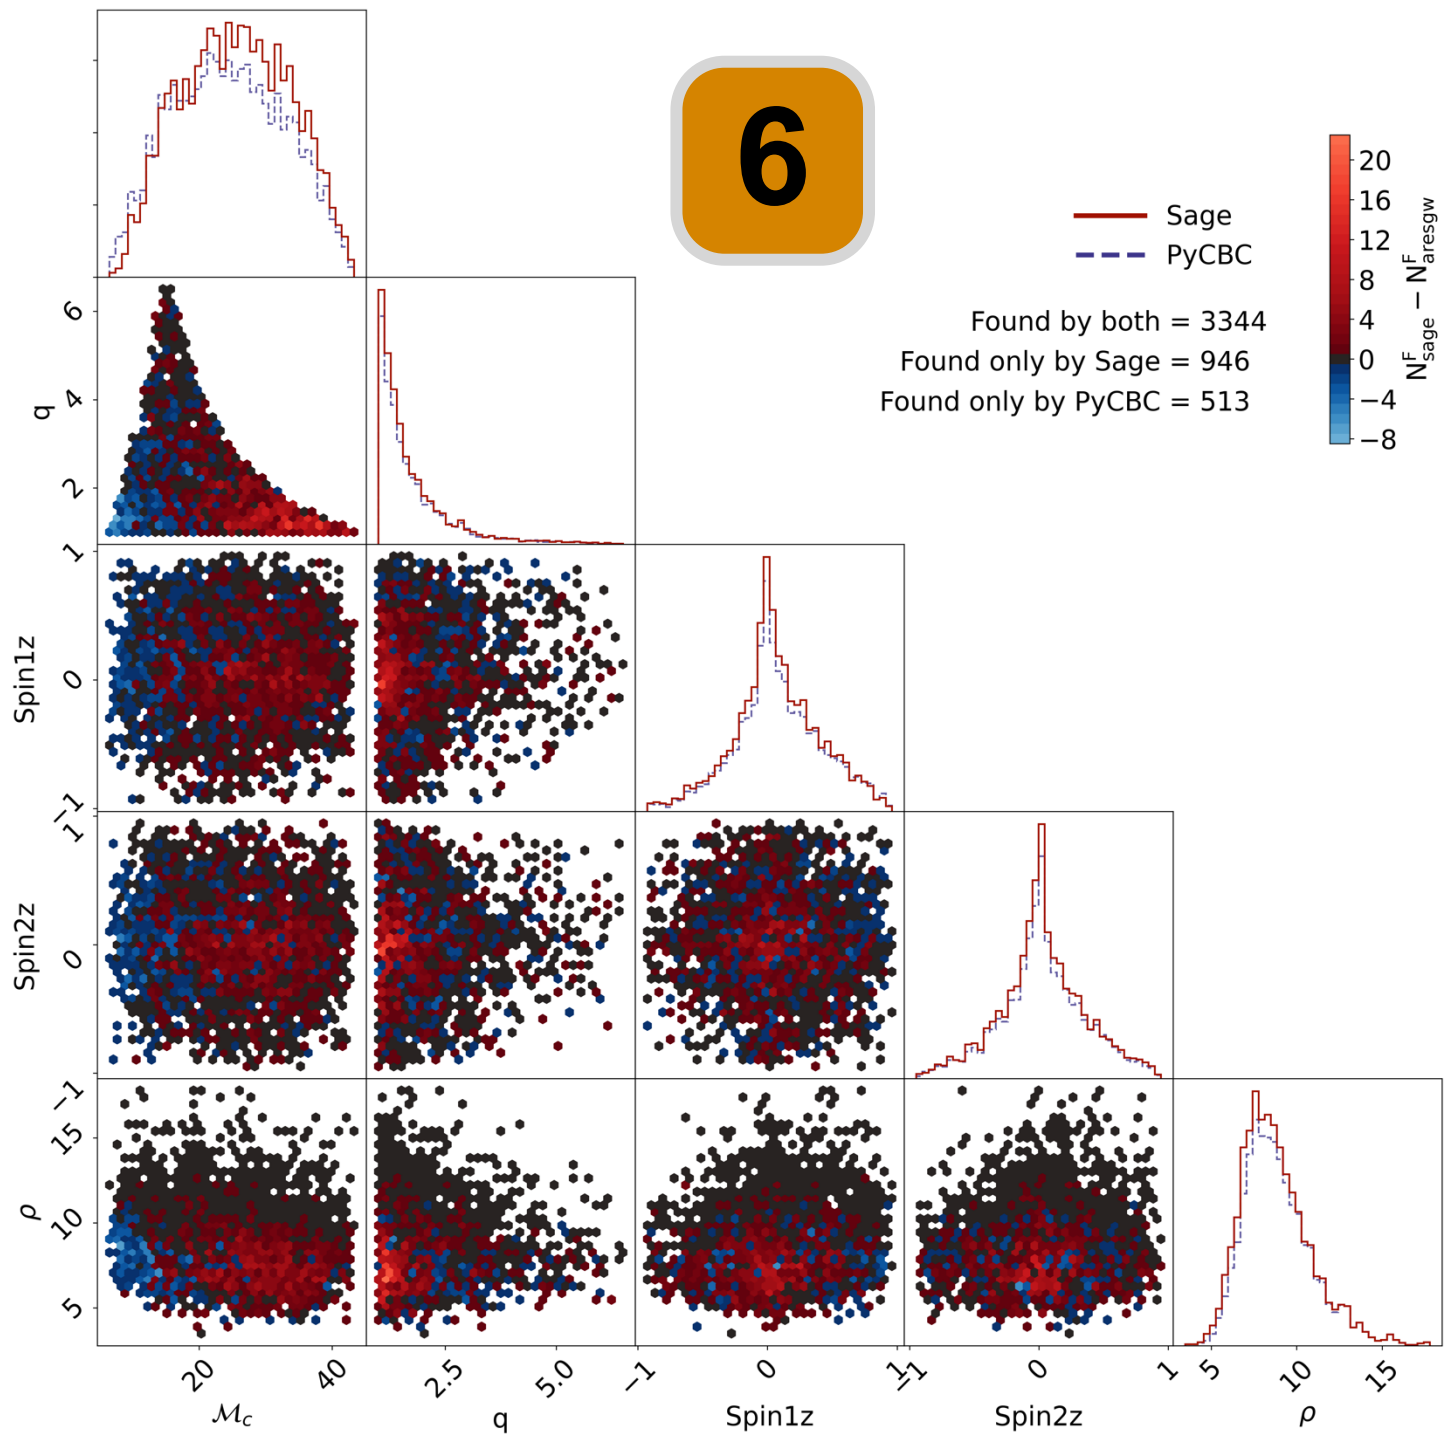 6
Sage
PyCBC
Found by both = 3344
Found only by Sage = 946
Found only by PyCBC = 513
20
16
12
8
4
0
−4
−8
N^F_sage − N^F_aresgw
6
4
2
q
1
0
−1
Spin1z
1
0
−1
Spin2z
15
10
5
ρ
20
40
ℳc
2.5
5.0
q
−1
0
1
Spin1z
−1
0
1
Spin2z
5
10
15
ρ